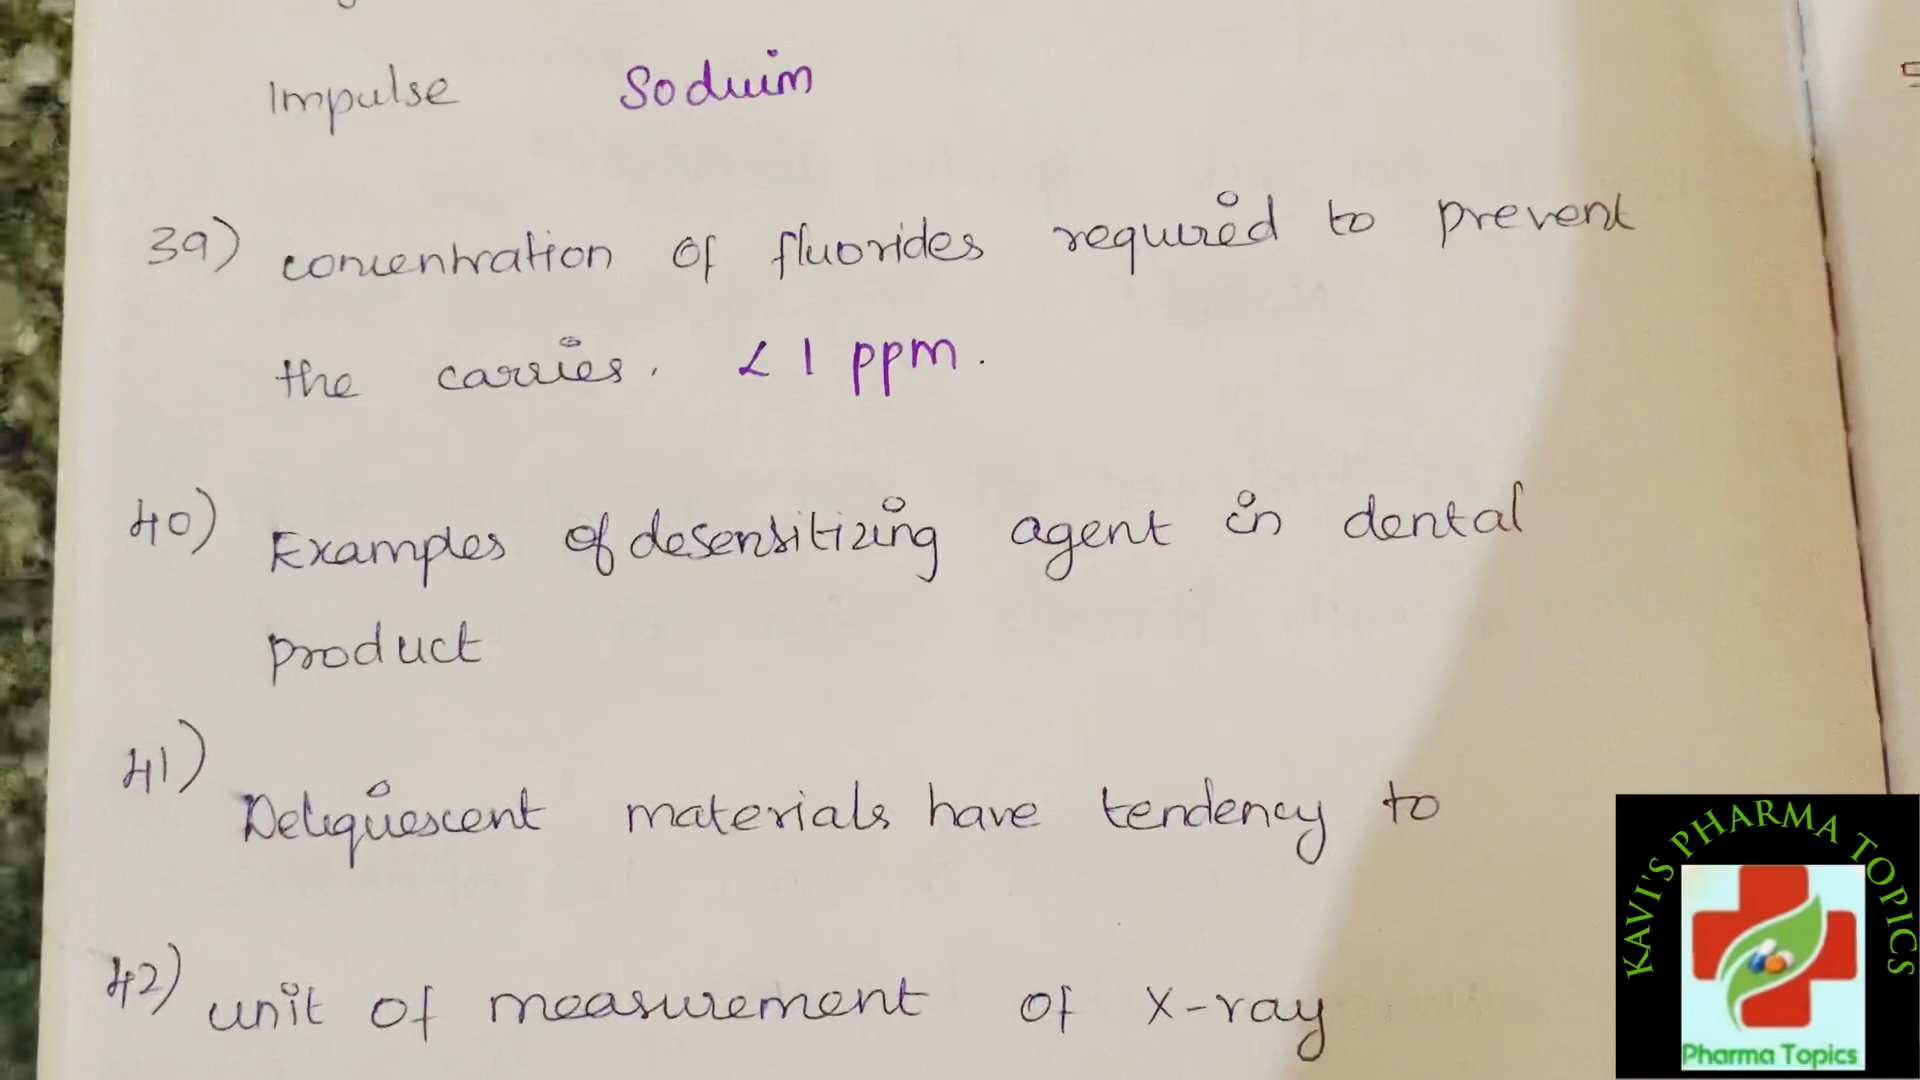 Impulse Soduim
39) concentration of fluorides required to prevent
the carries. < 1 ppm.
40) Examples of desensitizing agent in dental
product
41) Deliquescent materials have tendency to
42) unit of measurement of X-ray
KAVI'S PHARMA TOPICS
Pharma Topics